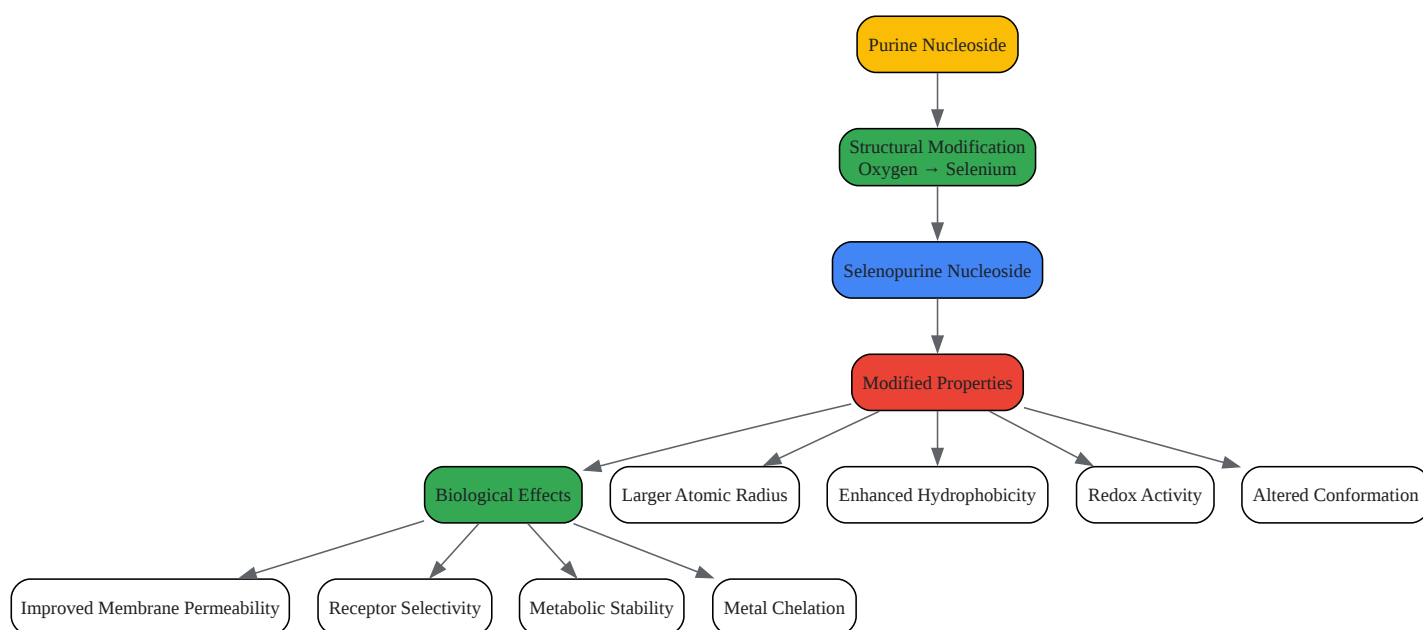 Purine Nucleoside
Structural Modification
Oxygen → Selenium
Selenopurine Nucleoside
Modified Properties
Biological Effects
Larger Atomic Radius
Enhanced Hydrophobicity
Redox Activity
Altered Conformation
Improved Membrane Permeability
Receptor Selectivity
Metabolic Stability
Metal Chelation